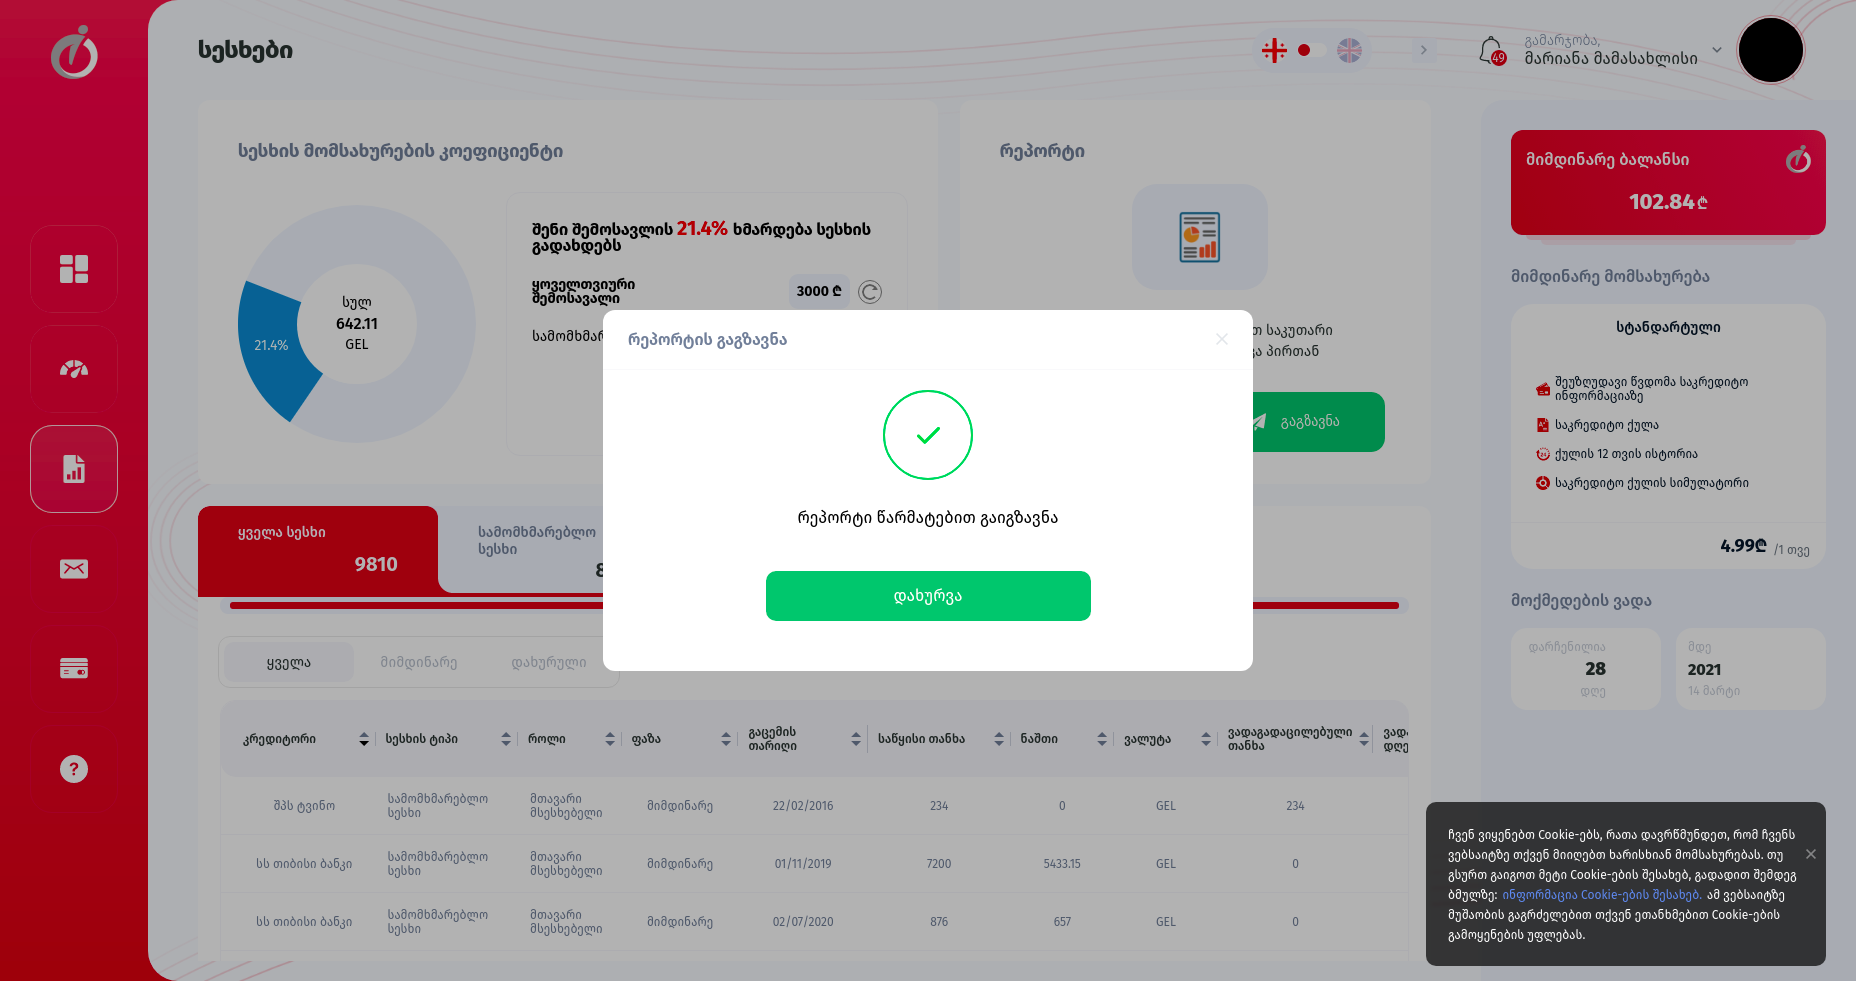 სესხები
49
გამარჯობა,
მარიანა მამასახლისი
სესხის მომსახურების კოეფიციენტი
სულ
642.11
GEL
21.4%
შენი შემოსავლის 21.4% ხმარდება სესხის
გადახდებს
ყოველთვიური
შემოსავალი
3000 ₾
რეპორტი
საკუთარი
პირთან
გაგზავნა
რეპორტის გაგზავნა
რეპორტი წარმატებით გაიგზავნა
დახურვა
მიმდინარე ბალანსი
102.84₾
მიმდინარე მომსახურება
სტანდარტული
შეუზღუდავი წვდომა საკრედიტო
ინფორმაციაზე
საკრედიტო ქულა
ქულის 12 თვის ისტორია
საკრედიტო ქულის სიმულატორი
4.99₾ /1 თვე
მოქმედების ვადა
დარჩენილია
28
დღე
მდე
2021
14 მარტი
ყველა სესხი
9810
სამომხმარებლო
სესხი
ყველა
მიმდინარე
დახურული
კრედიტორი
სესხის ტიპი
როლი
ფაზა
გაცემის
თარიღი
საწყისი თანხა
ნაშთი
ვალუტა
ვადაგადაცილებული
თანხა
შპს ტვინო
სამომხმარებლო
სესხი
მთავარი
მსესხებელი
მიმდინარე
22/02/2016
234
0
GEL
234
სს თიბისი ბანკი
სამომხმარებლო
სესხი
მთავარი
მსესხებელი
მიმდინარე
01/11/2019
7200
5433.15
GEL
0
სს თიბისი ბანკი
სამომხმარებლო
სესხი
მთავარი
მსესხებელი
მიმდინარე
02/07/2020
876
657
GEL
0
ჩვენ ვიყენებთ Cookie-ებს, რათა დავრწმუნდეთ, რომ ჩვენს
ვებსაიტზე თქვენ მიიღებთ ხარისხიან მომსახურებას. თუ
გსურთ გაიგოთ მეტი Cookie-ების შესახებ, გადადით შემდეგ
ბმულზე: ინფორმაცია Cookie-ების შესახებ. ამ ვებსაიტზე
მუშაობის გაგრძელებით თქვენ ეთანხმებით Cookie-ების
გამოყენების უფლებას.